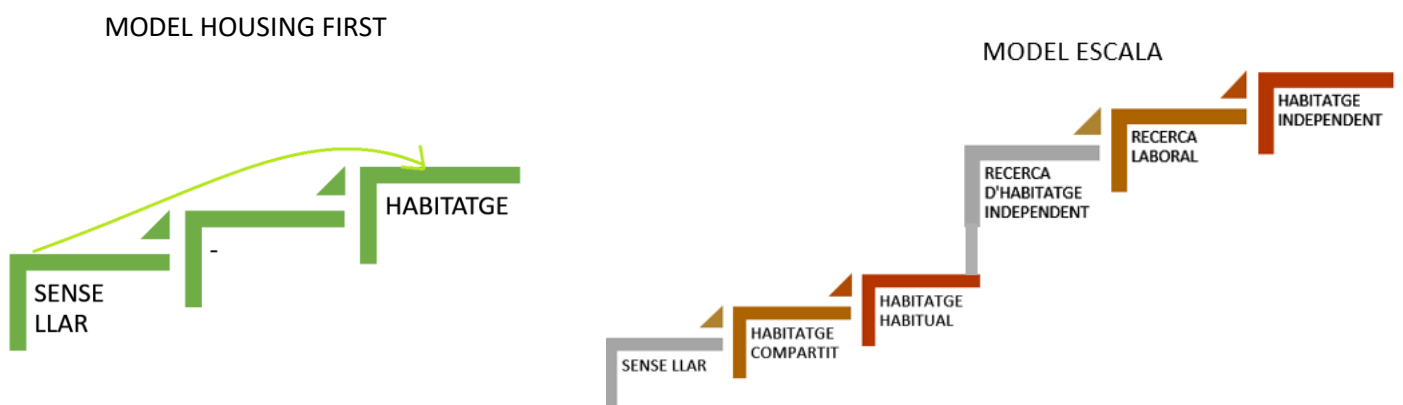 MODEL HOUSING FIRST
SENSE
LLAR
-
HABITATGE
MODEL ESCALA
SENSE LLAR
HABITATGE
COMPARTIT
HABITATGE
HABITUAL
RECERCA
D'HABITATGE
INDEPENDENT
RECERCA
LABORAL
HABITATGE
INDEPENDENT